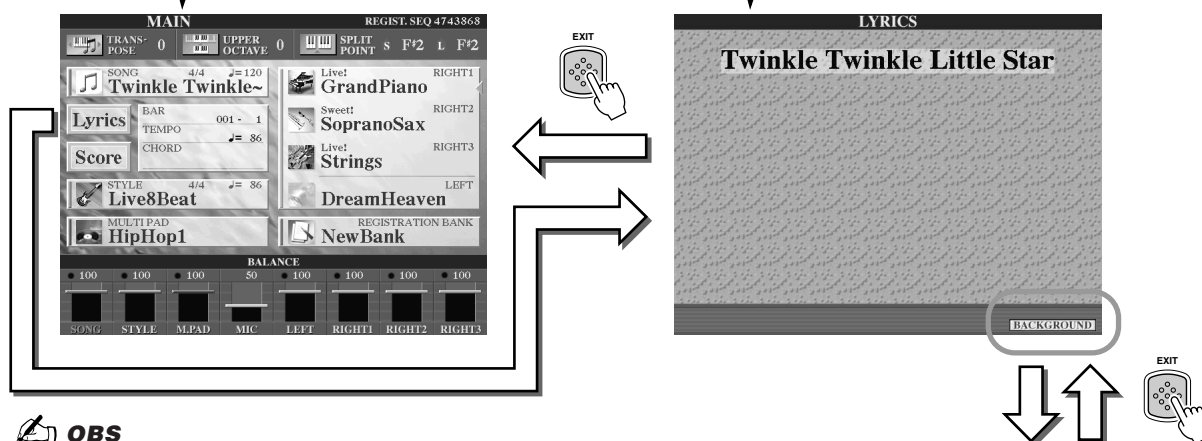 MAIN
REGIST. SEQ 4743868
TRANS-
POSE 0
UPPER
OCTAVE 0
SPLIT
POINT S F#2 L F#2
SONG 4/4 ♩=120
Twinkle Twinkle~
Lyrics
BAR
001 - 1
TEMPO
♩= 86
CHORD
Score
STYLE 4/4 ♩= 86
Live8Beat
MULTI PAD
HipHop1
Live! RIGHT1
GrandPiano
Sweet! RIGHT2
SopranoSax
Live! RIGHT3
Strings
LEFT
DreamHeaven
REGISTRATION BANK
NewBank
BALANCE
100 100 100 50 100 100 100 100
SONG STYLE M.PAD MIC LEFT RIGHT1 RIGHT2 RIGHT3
EXIT
LYRICS
Twinkle Twinkle Little Star
BACKGROUND
EXIT
OBS